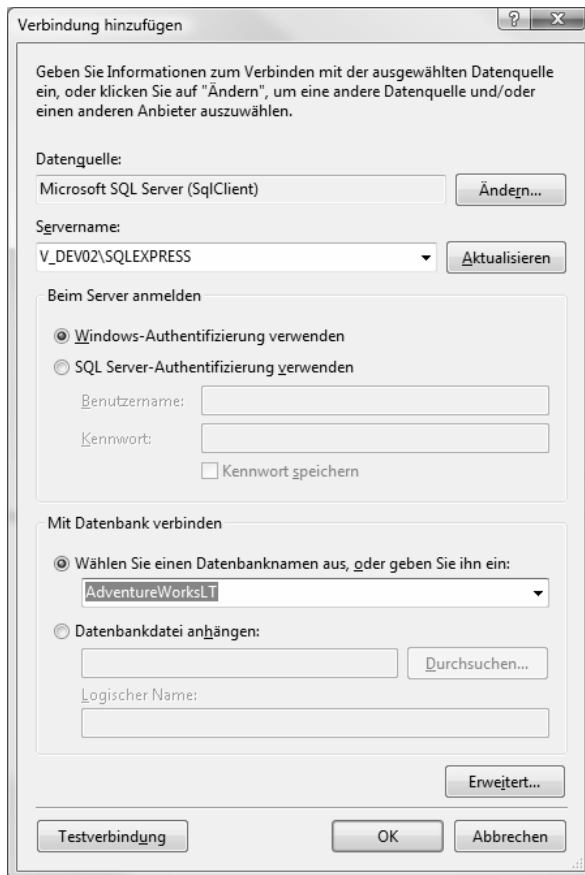 Verbindung hinzufügen
Geben Sie Informationen zum Verbinden mit der ausgewählten Datenquelle
ein, oder klicken Sie auf "Ändern", um eine andere Datenquelle und/oder
einen anderen Anbieter auszuwählen.
Datenquelle:
Microsoft SQL Server (SqlClient)
Ändern...
Servername:
V_DEV02\SQLEXPRESS
Aktualisieren
Beim Server anmelden
Windows-Authentifizierung verwenden
SQL Server-Authentifizierung verwenden
Benutzername:
Kennwort:
Kennwort speichern
Mit Datenbank verbinden
Wählen Sie einen Datenbanknamen aus, oder geben Sie ihn ein:
AdventureWorksLT
Datenbankdatei anhängen:
Durchsuchen...
Logischer Name:
Erweitert...
Testverbindung
OK
Abbrechen